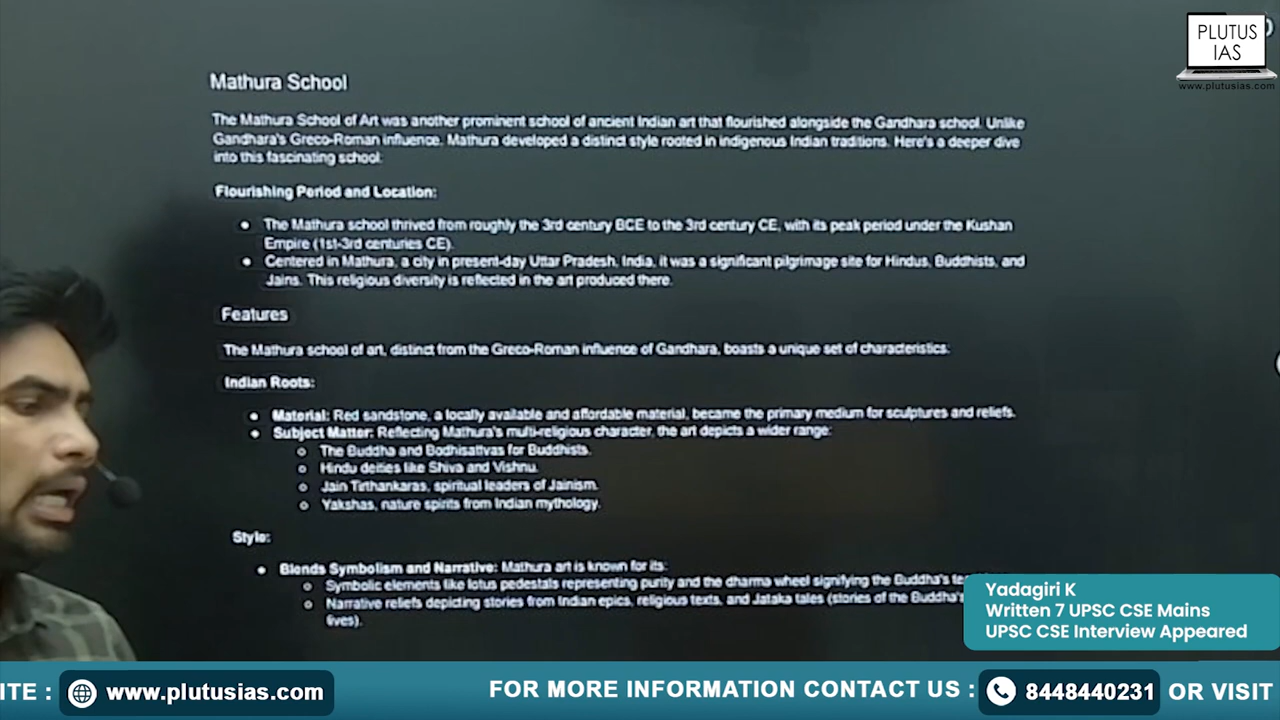 PLUTUS
IAS
www.plutusias.com
Mathura School
The Mathura School of Art was another prominent school of ancient Indian art that flourished alongside the Gandhara school. Unlike
Gandhara's Greco-Roman influence, Mathura developed a distinct style rooted in indigenous Indian traditions. Here's a deeper dive
into this fascinating school.
Flourishing Period and Location:
● The Mathura school thrived from roughly the 3rd century BCE to the 3rd century CE, with its peak period under the Kushan
Empire (1st-3rd centuries CE).
● Centered in Mathura, a city in present-day Uttar Pradesh, India, it was a significant pilgrimage site for Hindus, Buddhists, and
Jains. This religious diversity is reflected in the art produced there.
Features
The Mathura school of art, distinct from the Greco-Roman influence of Gandhara, boasts a unique set of characteristics:
Indian Roots:
● Material: Red sandstone, a locally available and affordable material, became the primary medium for sculptures and reliefs.
● Subject Matter: Reflecting Mathura's multi-religious character, the art depicts a wider range:
○ The Buddha and Bodhisattvas for Buddhists.
○ Hindu deities like Shiva and Vishnu.
○ Jain Tirthankaras, spiritual leaders of Jainism.
○ Yakshas, nature spirits from Indian mythology.
Style:
● Blends Symbolism and Narrative: Mathura art is known for its:
○ Symbolic elements like lotus pedestals representing purity and the dharma wheel signifying the Buddha's
○ Narrative reliefs depicting stories from Indian epics, religious texts, and Jataka tales (stories of the Buddha's
lives).
Yadagiri K
Written 7 UPSC CSE Mains
UPSC CSE Interview Appeared
ITE : www.plutusias.com FOR MORE INFORMATION CONTACT US : 8448440231 OR VISIT